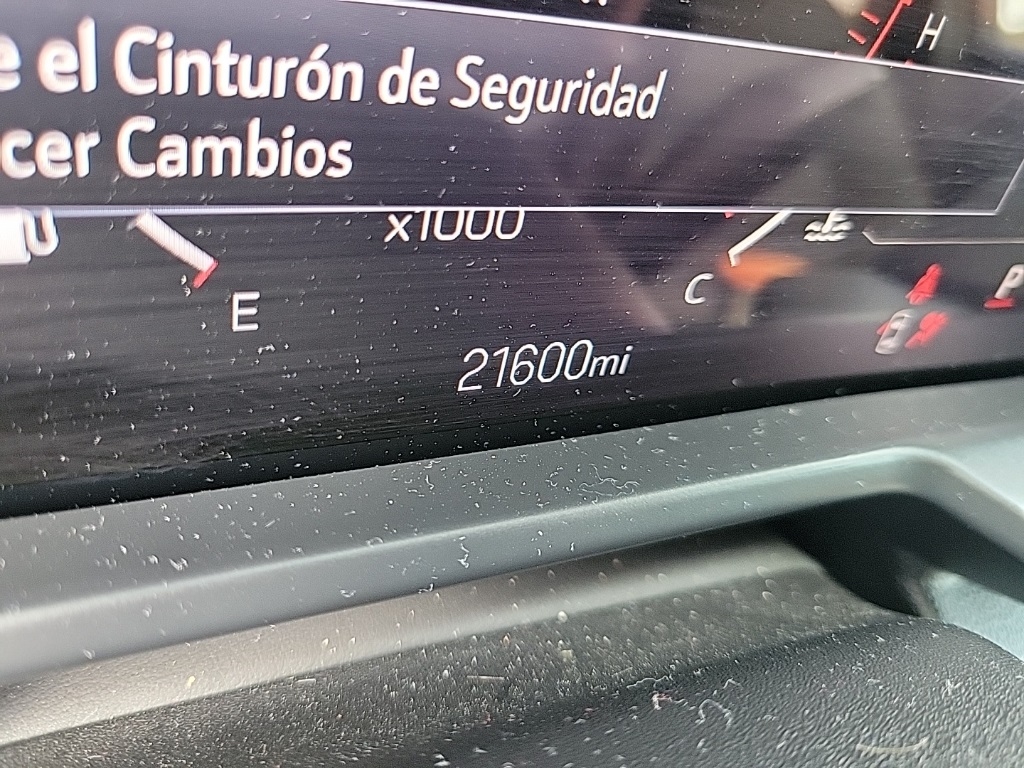 H
el Cinturón de Seguridad
cer Cambios
x1000
C
P
E
21600mi